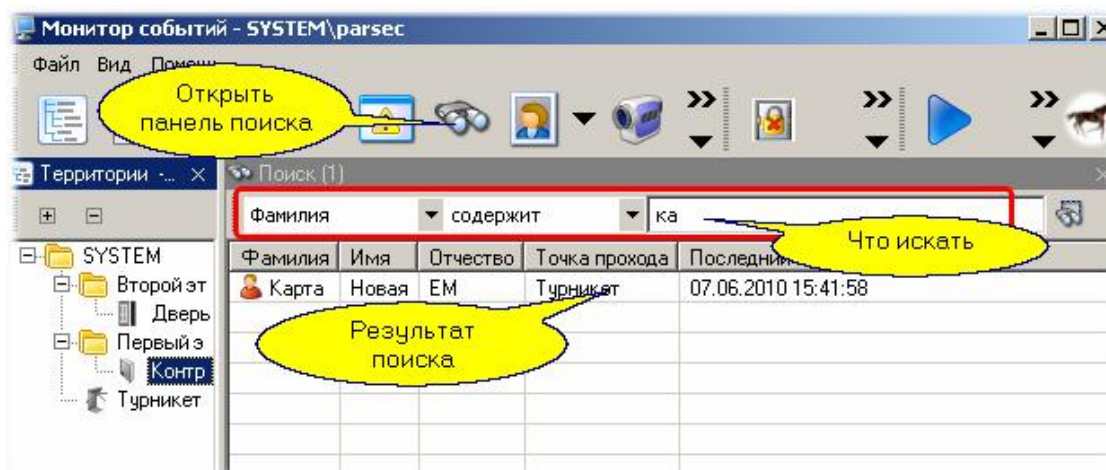 Монитор событий - SYSTEM\parsec
Файл Вид
Открыть
панель поиска
Территории -...
Поиск (1)
Фамилия содержит ка
Что искать
SYSTEM
Второй эт
Дверь
Первый э
Контр
Турникет
Фамилия Имя Отчество Точка прохода
Карта Новая EM Турникет 07.06.2010 15:41:58
Результат
поиска